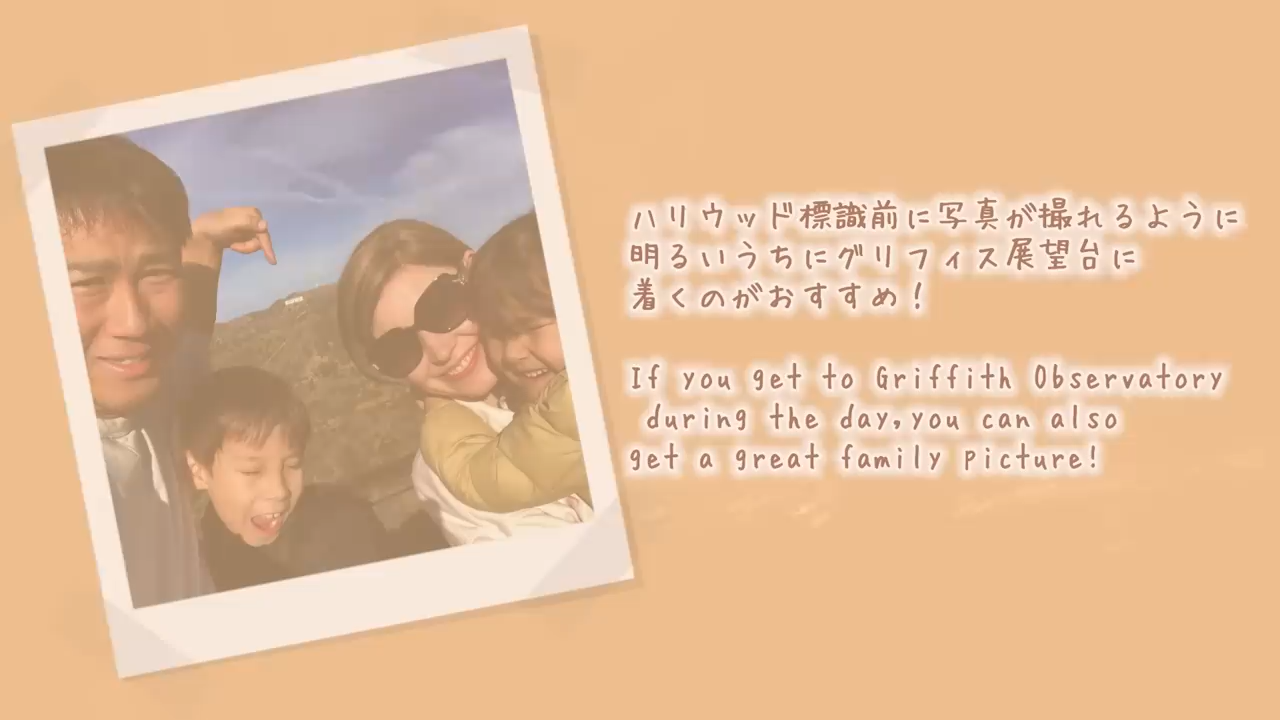 ハリウッド標識前に写真が撮れるように
明るいうちにグリフィス展望台に
着くのがおすすめ！
If you get to Griffith Observatory
during the day,you can also
get a great family picture!